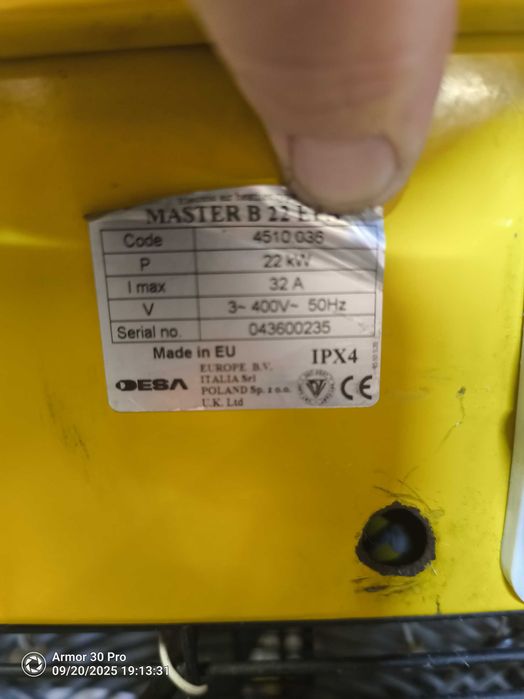 MASTER B 22
Code 4510 036
P 22 kW
I max 32 A
V 3~ 400V~ 50Hz
Serial no. 043600235
Made in EU
IPX4
DESA
EUROPE B.V.
ITALIA Srl
POLAND Sp. z o.o.
U.K. Ltd
CE
Armor 30 Pro
09/20/2025 19:13:31